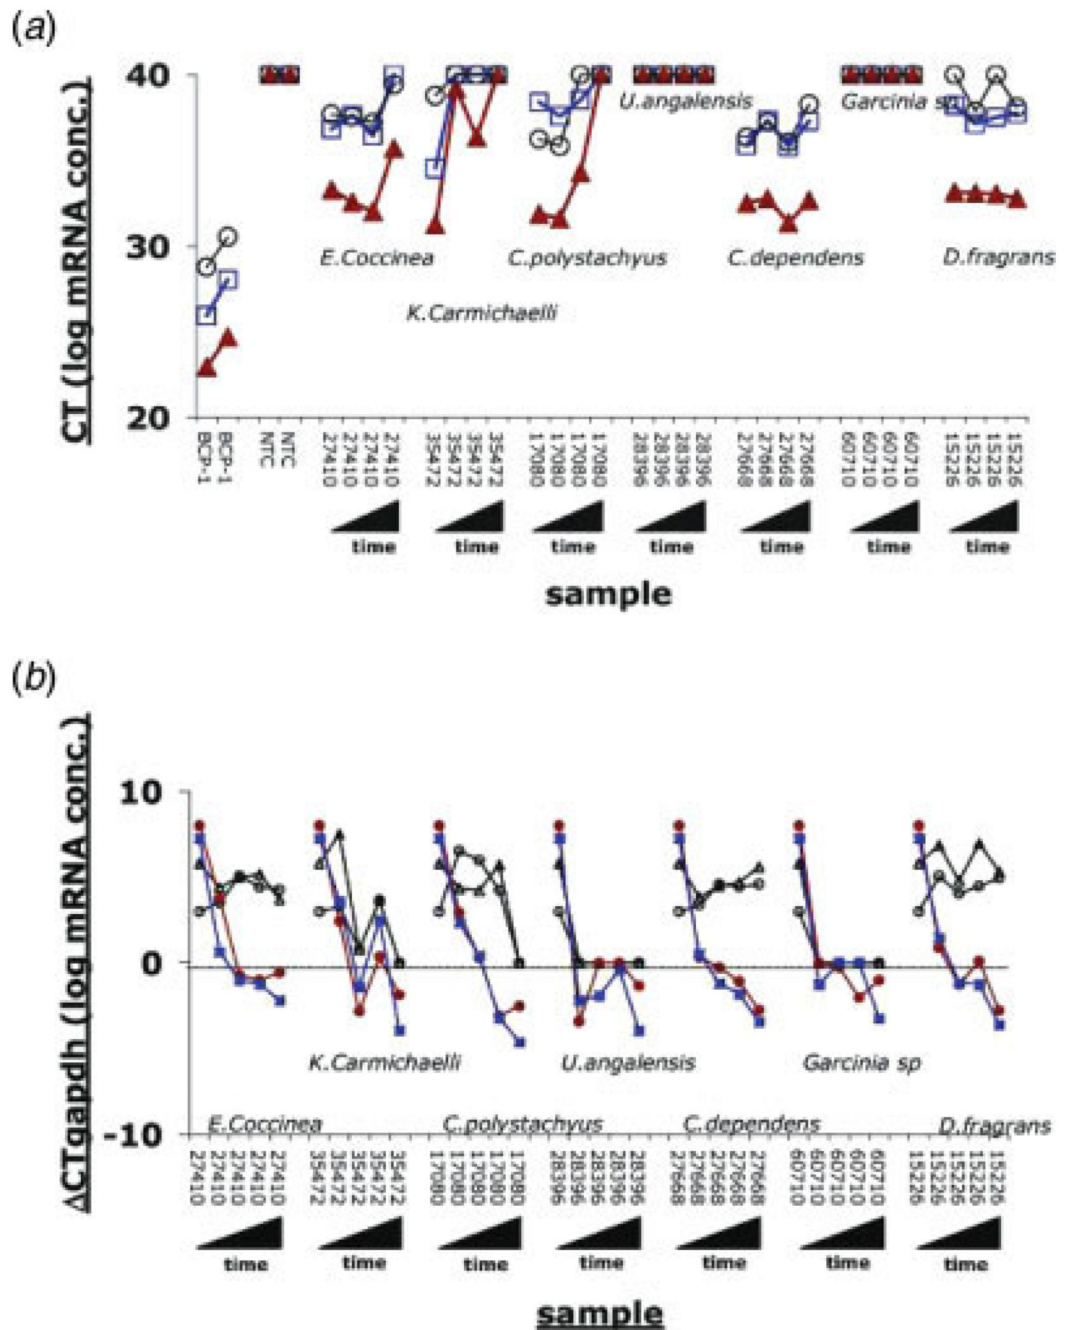 (a)
CT (log mRNA conc.)
40
30
20
U.angalensis
Garcinia sp
E.Coccinea
C.polystachyus
C.dependens
D.fragrans
K.Carmichaelli
BCP-1 BCP-1 NTC NTC 27410 27410 27410 27410 35472 35472 35472 35472 17080 17080 17080 17080 28396 28396 28396 28396 27668 27668 27668 27668 60710 60710 60710 60710 15226 15226 15226 15226
time time time time time time time
sample
(b)
ΔCTgapdh (log mRNA conc.)
10
0
-10
K.Carmichaelli
U.angalensis
Garcinia sp
E.Coccinea
C.polystachyus
C.dependens
D.fragrans
27410 27410 27410 27410 27410 35472 35472 35472 35472 35472 17080 17080 17080 17080 17080 28396 28396 28396 28396 28396 27668 27668 27668 27668 27668 60710 60710 60710 60710 60710 15226 15226 15226 15226 15226
time time time time time time time
sample